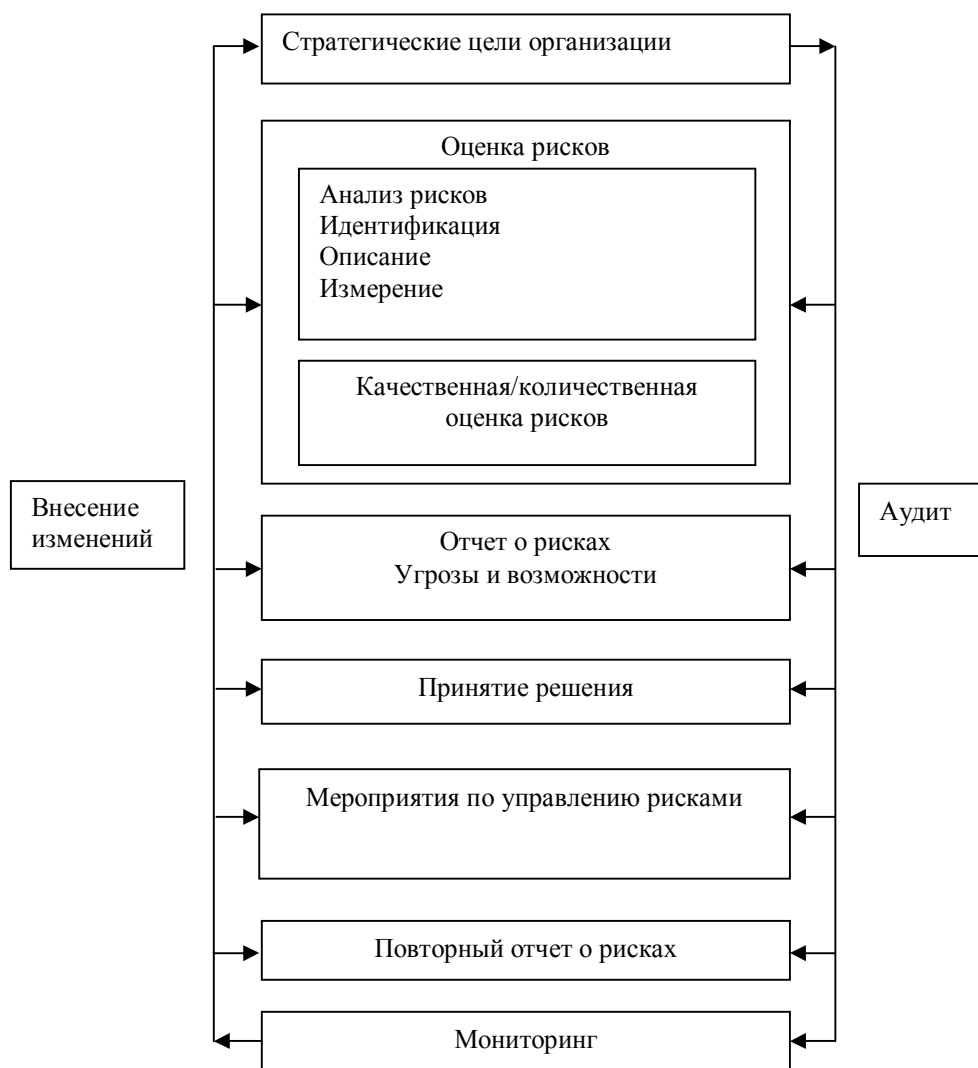 Стратегические цели организации
Оценка рисков
Анализ рисков
Идентификация
Описание
Измерение
Качественная/количественная
оценка рисков
Внесение
изменений
Аудит
Отчет о рисках
Угрозы и возможности
Принятие решения
Мероприятия по управлению рисками
Повторный отчет о рисках
Мониторинг